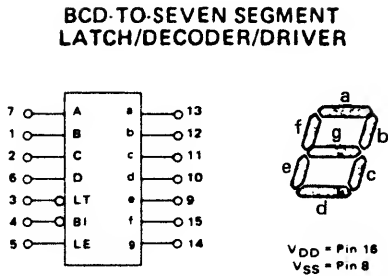 BCD-TO-SEVEN SEGMENT
LATCH/DECODER/DRIVER
7 A a 13
1 B b 12
2 C c 11
6 D d 10
3 LT e 9
4 BI f 15
5 LE g 14
a
f g b
e c
d
VDD = Pin 16
VSS = Pin 8